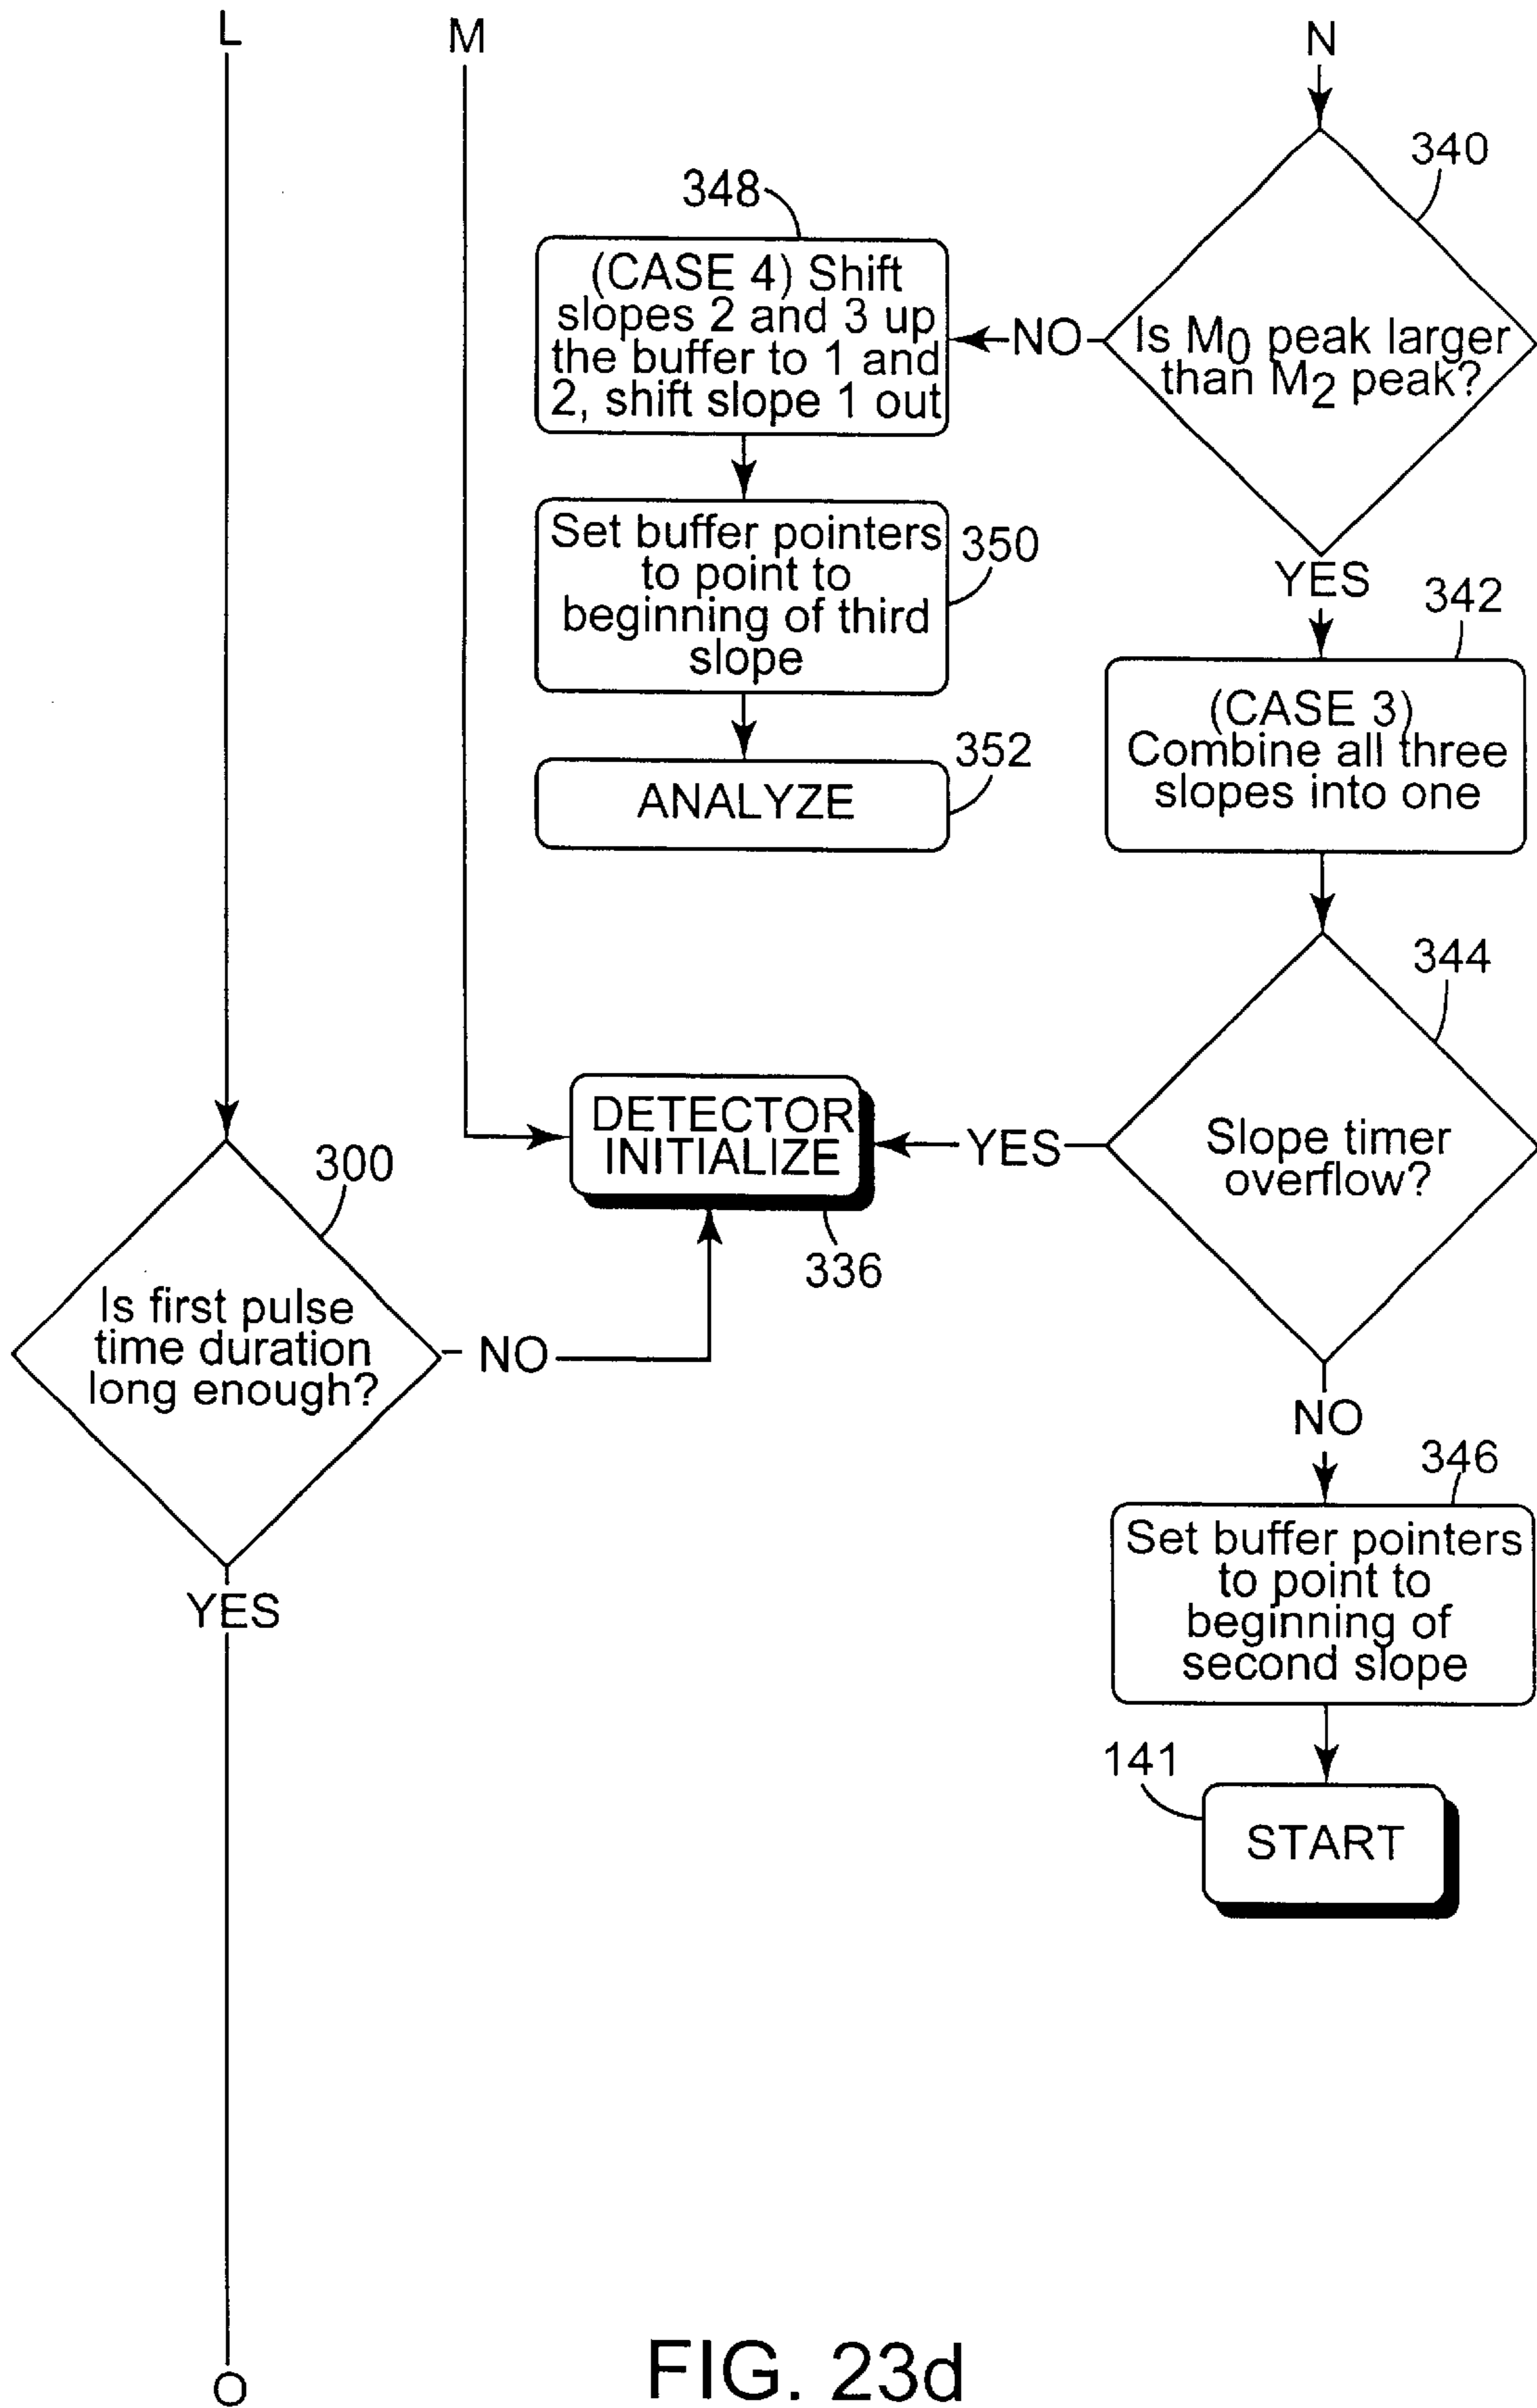 L
M
N
340
348
(CASE 4) Shift
slopes 2 and 3 up
the buffer to 1 and
2, shift slope 1 out
NO
Is M0 peak larger
than M2 peak?
Set buffer pointers
to point to
beginning of third
slope
350
YES
342
(CASE 3)
Combine all three
slopes into one
352
ANALYZE
344
DETECTOR
INITIALIZE
YES
Slope timer
overflow?
300
336
Is first pulse
time duration
long enough?
NO
NO
346
Set buffer pointers
to point to
beginning of
second slope
YES
141
START
O
FIG. 23d